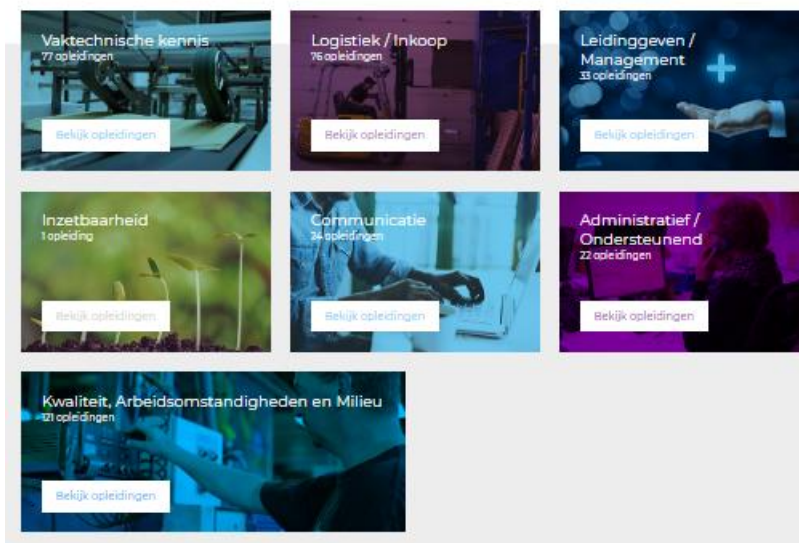 Vaktechnische kennis
77 opleidingen
Bekijk opleidingen
Logistiek / Inkoop
76 opleidingen
Bekijk opleidingen
Leidinggeven /
Management
33 opleidingen
Bekijk opleidingen
Inzetbaarheid
1 opleiding
Bekijk opleidingen
Communicatie
24 opleidingen
Bekijk opleidingen
Administratief /
Ondersteunend
22 opleidingen
Bekijk opleidingen
Kwaliteit, Arbeidsomstandigheden en Milieu
121 opleidingen
Bekijk opleidingen